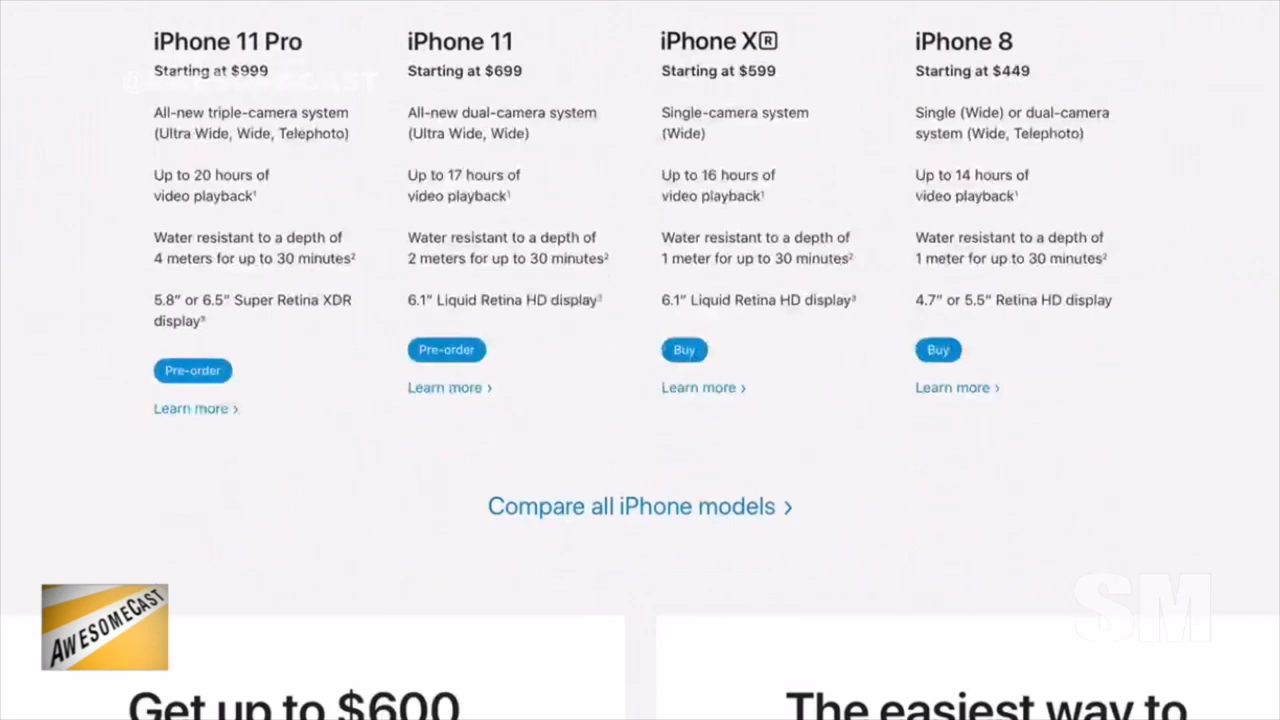 iPhone 11 Pro
Starting at $999
All-new triple-camera system
(Ultra Wide, Wide, Telephoto)
Up to 20 hours of
video playback¹
Water resistant to a depth of
4 meters for up to 30 minutes²
5.8” or 6.5” Super Retina XDR
display³
Pre-order
Learn more ›
iPhone 11
Starting at $699
All-new dual-camera system
(Ultra Wide, Wide)
Up to 17 hours of
video playback¹
Water resistant to a depth of
2 meters for up to 30 minutes²
6.1” Liquid Retina HD display³
Pre-order
Learn more ›
iPhone XR
Starting at $599
Single-camera system
(Wide)
Up to 16 hours of
video playback¹
Water resistant to a depth of
1 meter for up to 30 minutes²
6.1” Liquid Retina HD display³
Buy
Learn more ›
iPhone 8
Starting at $449
Single (Wide) or dual-camera
system (Wide, Telephoto)
Up to 14 hours of
video playback¹
Water resistant to a depth of
1 meter for up to 30 minutes²
4.7” or 5.5” Retina HD display
Buy
Learn more ›
Compare all iPhone models ›
AWESOMECAST
SM
Get up to $600
The easiest way to